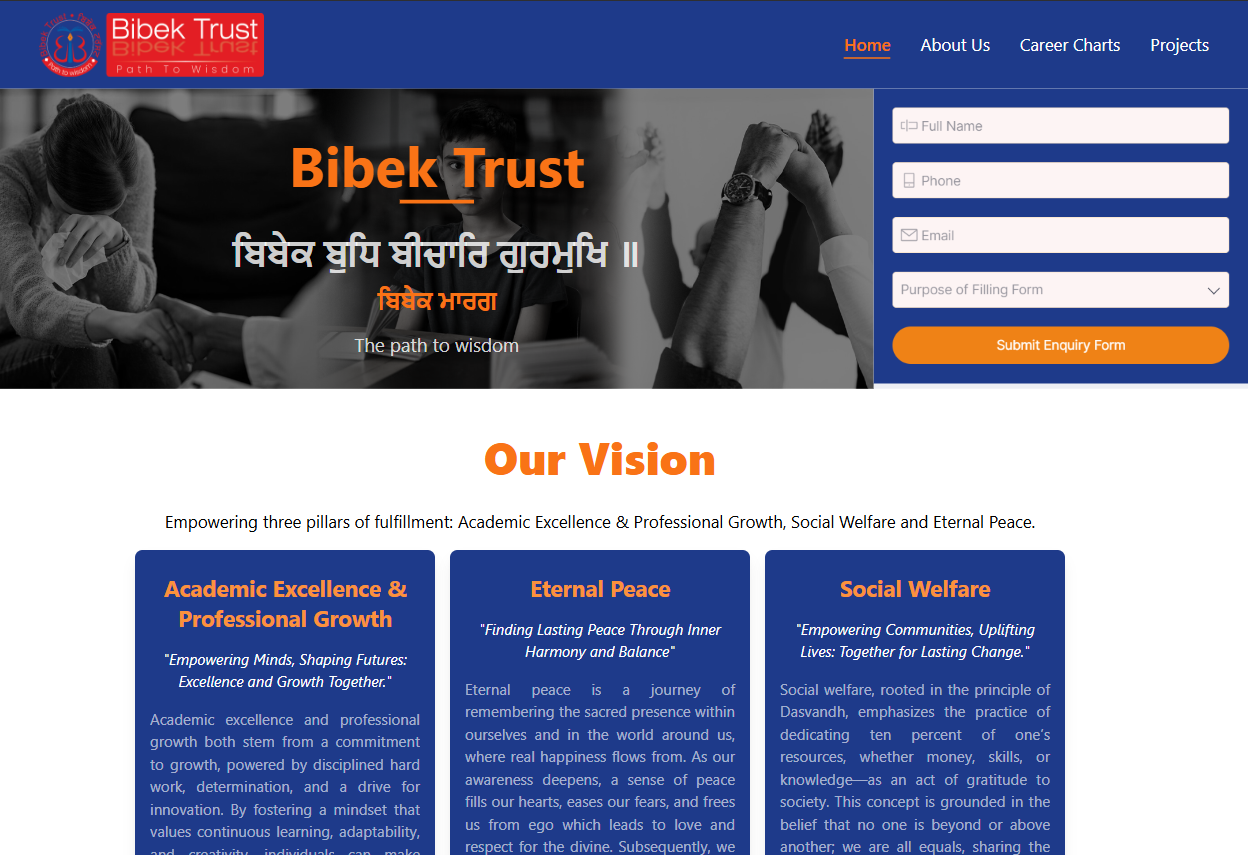 Bibek Trust
Path To Wisdom
Home
About Us
Career Charts
Projects
Bibek Trust
ਬਿਬੇਕ ਬੁਧਿ ਬੀਚਾਰਿ ਗੁਰਮੁਖਿ ॥
ਬਿਬੇਕ ਮਾਰਗ
The path to wisdom
Full Name
Phone
Email
Purpose of Filling Form
Submit Enquiry Form
Our Vision
Empowering three pillars of fulfillment: Academic Excellence & Professional Growth, Social Welfare and Eternal Peace.
Academic Excellence &
Professional Growth
"Empowering Minds, Shaping Futures:
Excellence and Growth Together."
Academic excellence and professional
growth both stem from a commitment
to growth, powered by disciplined hard
work, determination, and a drive for
innovation. By fostering a mindset that
values continuous learning, adaptability,
and creativity, individuals can make
Eternal Peace
"Finding Lasting Peace Through Inner
Harmony and Balance"
Eternal peace is a journey of
remembering the sacred presence within
ourselves and in the world around us,
where real happiness flows from. As our
awareness deepens, a sense of peace
fills our hearts, eases our fears, and frees
us from ego which leads to love and
respect for the divine. Subsequently, we
Social Welfare
"Empowering Communities, Uplifting
Lives: Together for Lasting Change."
Social welfare, rooted in the principle of
Dasvandh, emphasizes the practice of
dedicating ten percent of one's
resources, whether money, skills, or
knowledge—as an act of gratitude to
society. This concept is grounded in the
belief that no one is beyond or above
another; we are all equals, sharing the